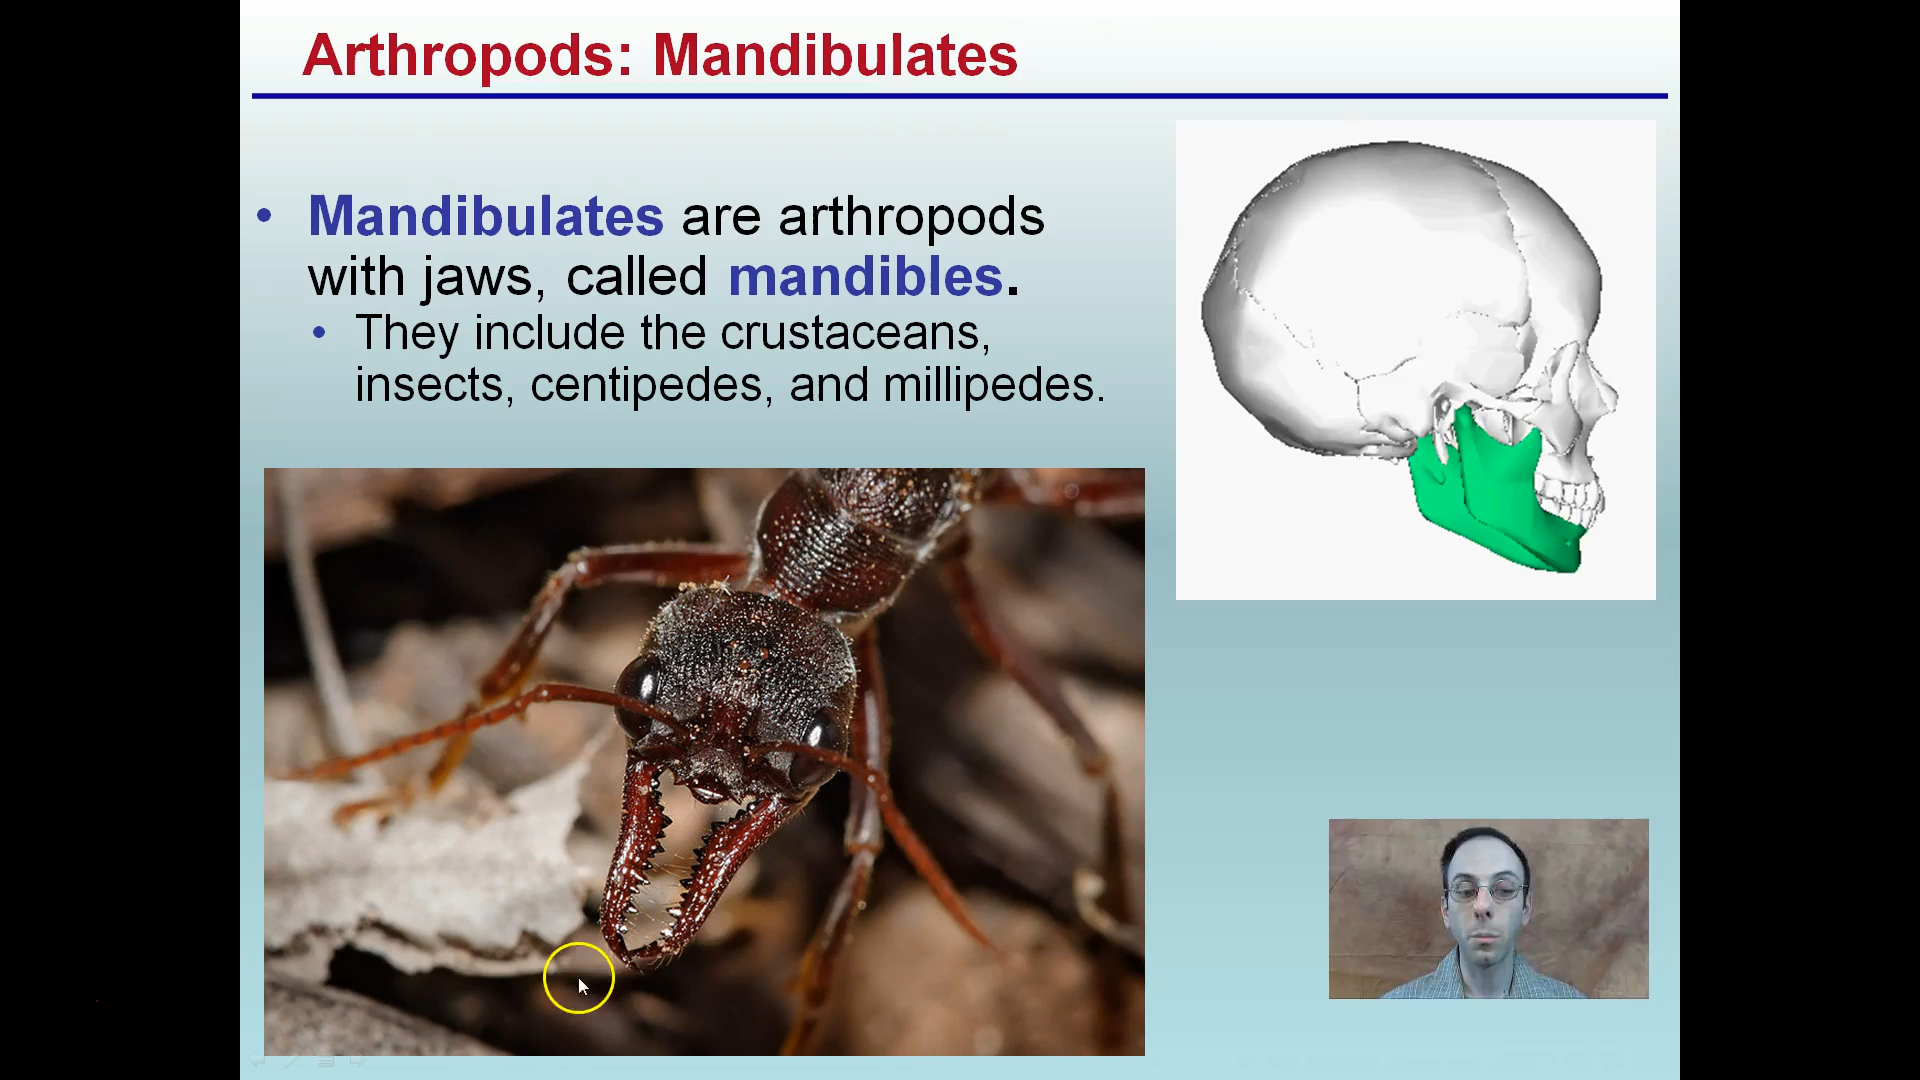 Arthropods: Mandibulates
• Mandibulates are arthropods
with jaws, called mandibles.
• They include the crustaceans,
insects, centipedes, and millipedes.